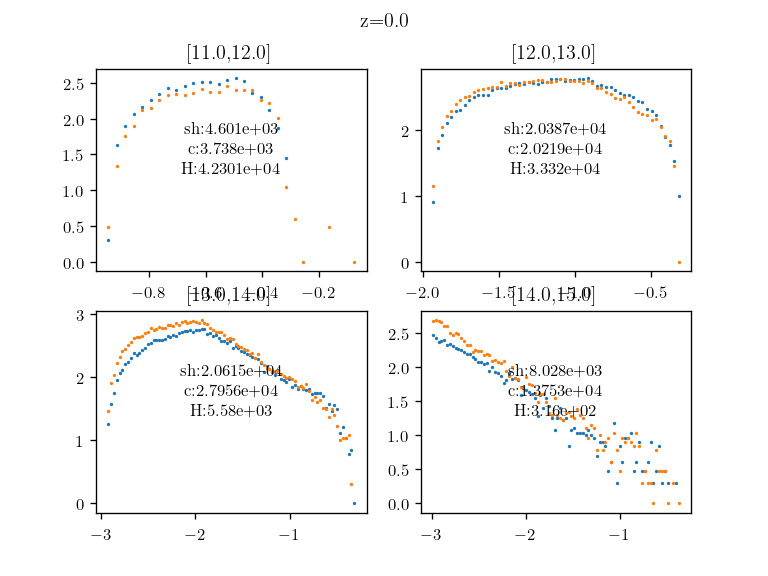 z=0.0
[11.0,12.0]
2.5
2.0
1.5
1.0
0.5
0.0
sh:4.601e+03
c:3.738e+03
H:4.2301e+04
−0.8
−0.6
−0.4
−0.2
[12.0,13.0]
2
1
0
sh:2.0387e+04
c:2.0219e+04
H:3.332e+04
−2.0
−1.5
−1.0
−0.5
[13.0,14.0]
3
2
1
0
sh:2.0615e+04
c:2.7956e+04
H:5.58e+03
−3
−2
−1
[14.0,15.0]
2.5
2.0
1.5
1.0
0.5
0.0
sh:8.028e+03
c:1.3753e+04
H:3.16e+02
−3
−2
−1